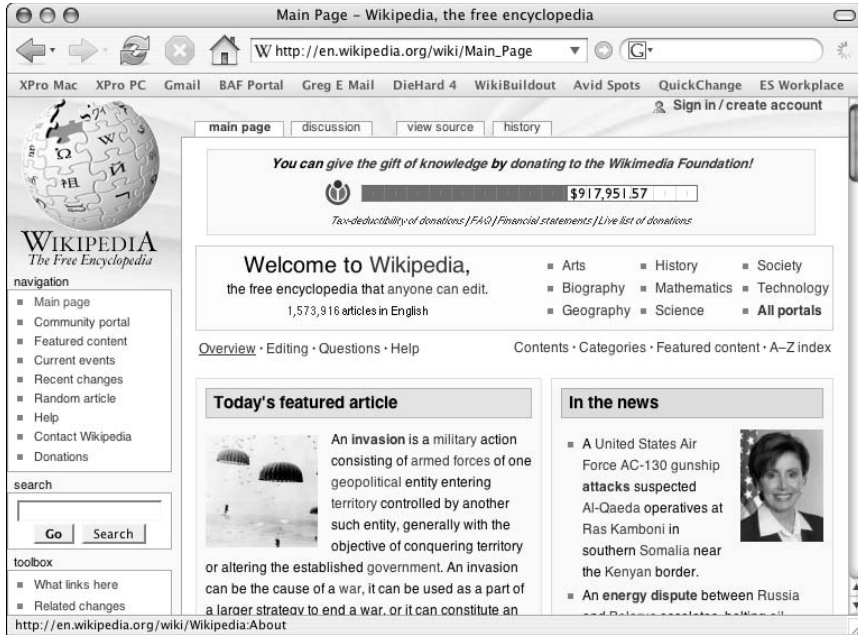 Main Page – Wikipedia, the free encyclopedia
W http://en.wikipedia.org/wiki/Main_Page
G
XPro Mac XPro PC Gmail BAF Portal Greg E Mail DieHard 4 WikiBuildout Avid Spots QuickChange ES Workplace
Sign in / create account
main page discussion view source history
You can give the gift of knowledge by donating to the Wikimedia Foundation!
$917,951.57
Tax-deductibility of donations | FAQ | Financial statements | Live list of donations
Ω W И 祖
WIKIPEDIA
The Free Encyclopedia
navigation
Main page
Community portal
Featured content
Current events
Recent changes
Random article
Help
Contact Wikipedia
Donations
search
Go Search
toolbox
What links here
Related changes
Welcome to Wikipedia,
the free encyclopedia that anyone can edit.
1,573,916 articles in English
Arts History Society
Biography Mathematics Technology
Geography Science All portals
Overview · Editing · Questions · Help
Contents · Categories · Featured content · A–Z index
Today's featured article
An invasion is a military action
consisting of armed forces of one
geopolitical entity entering
territory controlled by another
such entity, generally with the
objective of conquering territory
or altering the established government. An invasion
can be the cause of a war, it can be used as a part of
a larger strategy to end a war, or it can constitute an
In the news
A United States Air
Force AC-130 gunship
attacks suspected
Al-Qaeda operatives at
Ras Kamboni in
southern Somalia near
the Kenyan border.
An energy dispute between Russia
and Belarus escalates, halting oil
http://en.wikipedia.org/wiki/Wikipedia:About